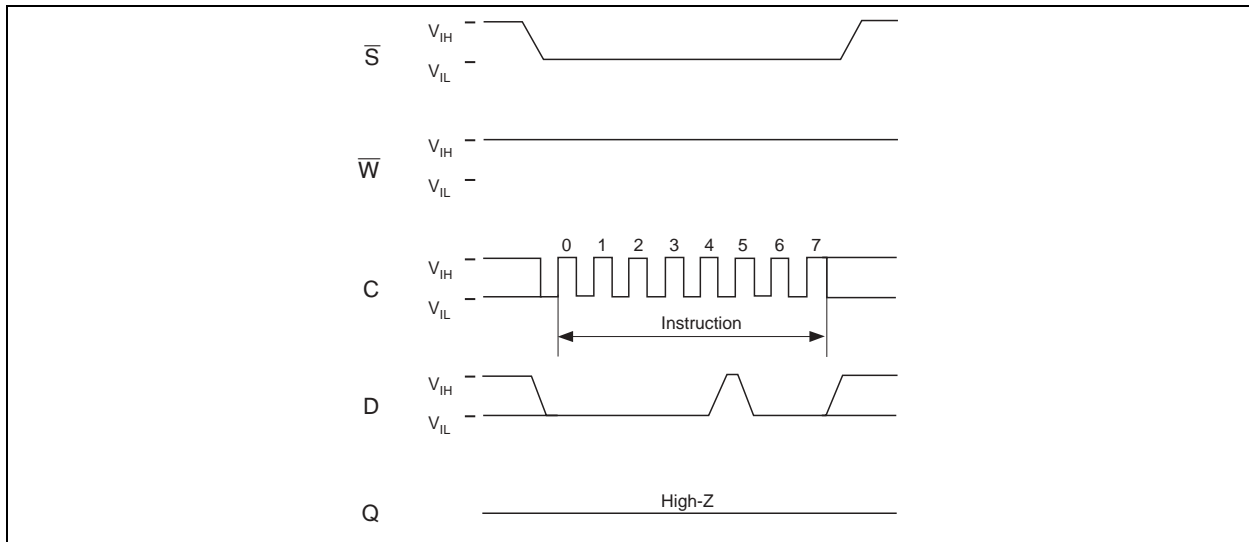 V_IH
S̅
V_IL
V_IH
W̅
V_IL
0 1 2 3 4 5 6 7
V_IH
C
V_IL
Instruction
V_IH
D
V_IL
High-Z
Q